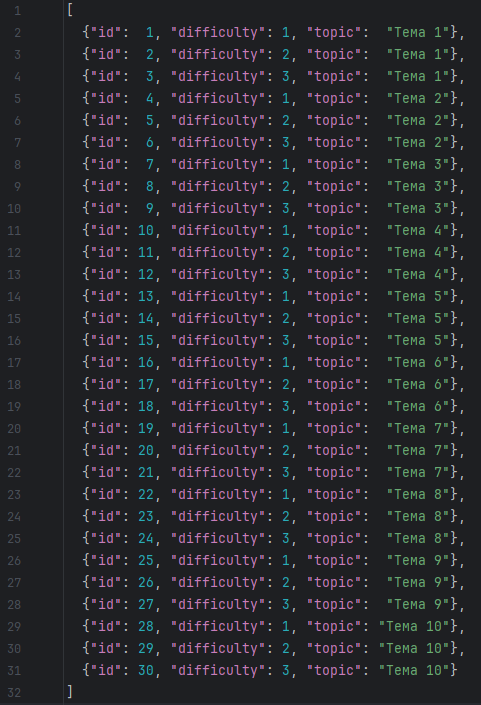 1 [
2 {"id":  1, "difficulty": 1, "topic":  "Тема 1"},
3 {"id":  2, "difficulty": 2, "topic":  "Тема 1"},
4 {"id":  3, "difficulty": 3, "topic":  "Тема 1"},
5 {"id":  4, "difficulty": 1, "topic":  "Тема 2"},
6 {"id":  5, "difficulty": 2, "topic":  "Тема 2"},
7 {"id":  6, "difficulty": 3, "topic":  "Тема 2"},
8 {"id":  7, "difficulty": 1, "topic":  "Тема 3"},
9 {"id":  8, "difficulty": 2, "topic":  "Тема 3"},
10 {"id":  9, "difficulty": 3, "topic":  "Тема 3"},
11 {"id": 10, "difficulty": 1, "topic":  "Тема 4"},
12 {"id": 11, "difficulty": 2, "topic":  "Тема 4"},
13 {"id": 12, "difficulty": 3, "topic":  "Тема 4"},
14 {"id": 13, "difficulty": 1, "topic":  "Тема 5"},
15 {"id": 14, "difficulty": 2, "topic":  "Тема 5"},
16 {"id": 15, "difficulty": 3, "topic":  "Тема 5"},
17 {"id": 16, "difficulty": 1, "topic":  "Тема 6"},
18 {"id": 17, "difficulty": 2, "topic":  "Тема 6"},
19 {"id": 18, "difficulty": 3, "topic":  "Тема 6"},
20 {"id": 19, "difficulty": 1, "topic":  "Тема 7"},
21 {"id": 20, "difficulty": 2, "topic":  "Тема 7"},
22 {"id": 21, "difficulty": 3, "topic":  "Тема 7"},
23 {"id": 22, "difficulty": 1, "topic":  "Тема 8"},
24 {"id": 23, "difficulty": 2, "topic":  "Тема 8"},
25 {"id": 24, "difficulty": 3, "topic":  "Тема 8"},
26 {"id": 25, "difficulty": 1, "topic":  "Тема 9"},
27 {"id": 26, "difficulty": 2, "topic":  "Тема 9"},
28 {"id": 27, "difficulty": 3, "topic":  "Тема 9"},
29 {"id": 28, "difficulty": 1, "topic": "Тема 10"},
30 {"id": 29, "difficulty": 2, "topic": "Тема 10"},
31 {"id": 30, "difficulty": 3, "topic": "Тема 10"}
32 ]